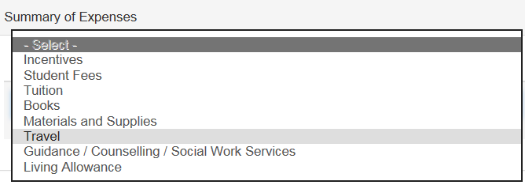 Summary of Expenses
- Select -
Incentives
Student Fees
Tuition
Books
Materials and Supplies
Travel
Guidance / Counselling / Social Work Services
Living Allowance